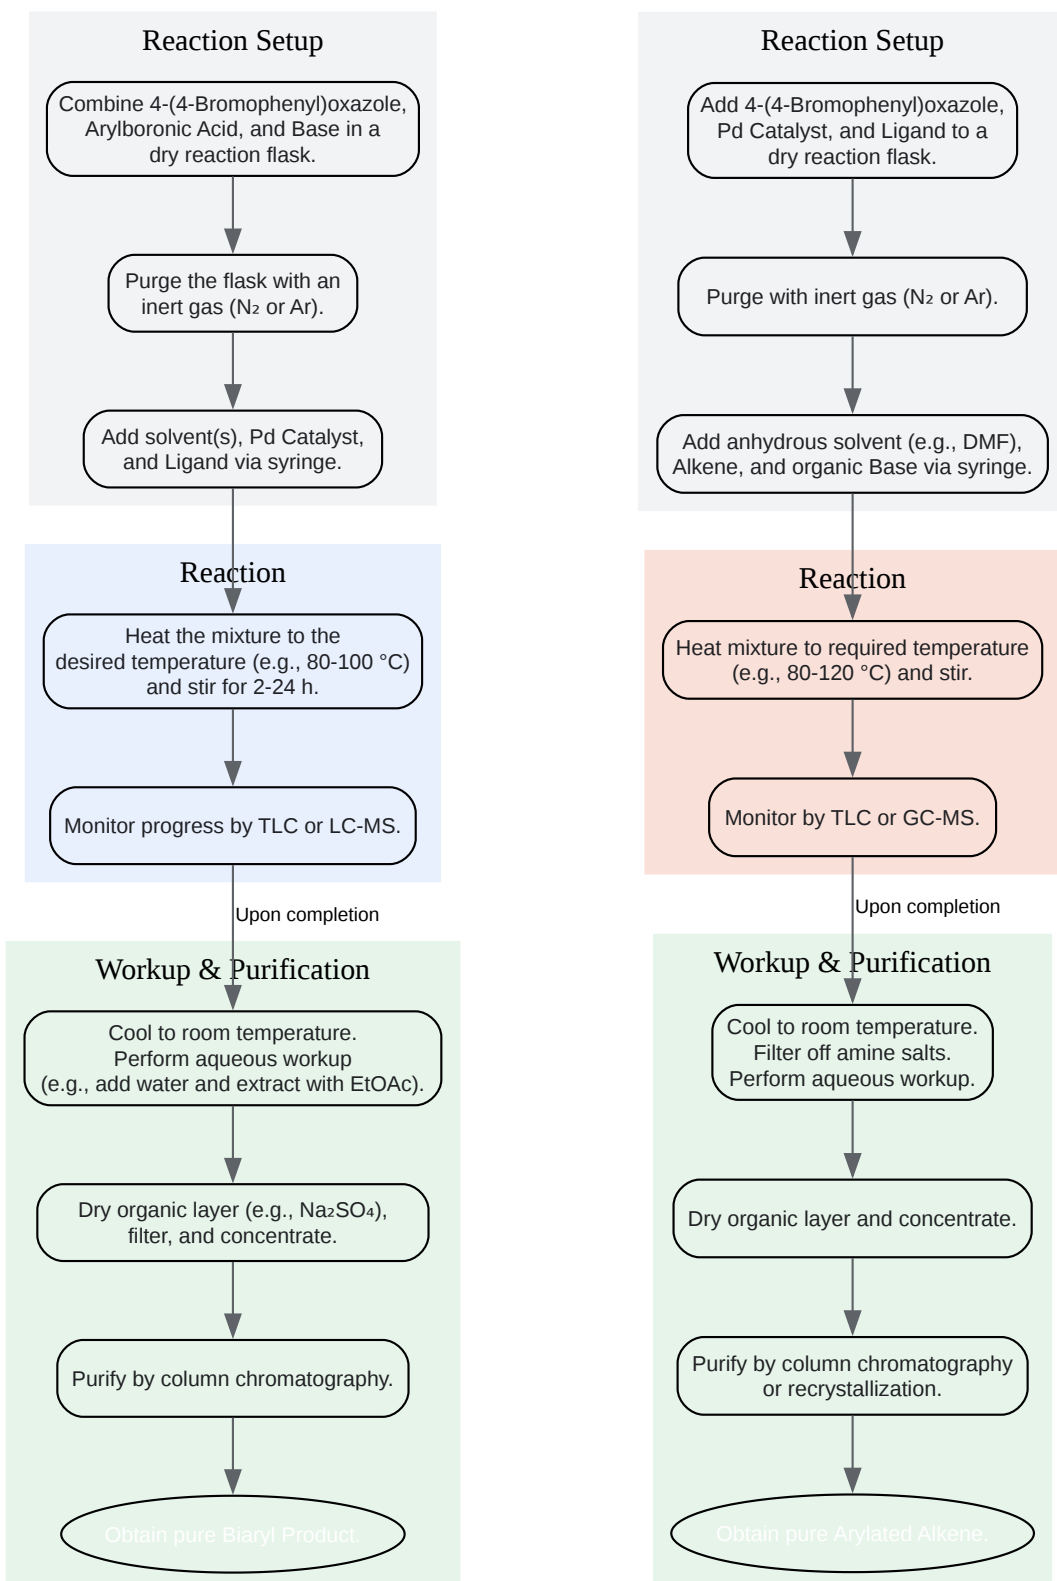 Reaction Setup
Combine 4-(4-Bromophenyl)oxazole,
Arylboronic Acid, and Base in a
dry reaction flask.
Purge the flask with an
inert gas (N₂ or Ar).
Add solvent(s), Pd Catalyst,
and Ligand via syringe.
Reaction
Heat the mixture to the
desired temperature (e.g., 80-100 °C)
and stir for 2-24 h.
Monitor progress by TLC or LC-MS.
Upon completion
Workup & Purification
Cool to room temperature.
Perform aqueous workup
(e.g., add water and extract with EtOAc).
Dry organic layer (e.g., Na₂SO₄),
filter, and concentrate.
Purify by column chromatography.
Obtain pure Biaryl Product.
Reaction Setup
Add 4-(4-Bromophenyl)oxazole,
Pd Catalyst, and Ligand to a
dry reaction flask.
Purge with inert gas (N₂ or Ar).
Add anhydrous solvent (e.g., DMF),
Alkene, and organic Base via syringe.
Reaction
Heat mixture to required temperature
(e.g., 80-120 °C) and stir.
Monitor by TLC or GC-MS.
Upon completion
Workup & Purification
Cool to room temperature.
Filter off amine salts.
Perform aqueous workup.
Dry organic layer and concentrate.
Purify by column chromatography
or recrystallization.
Obtain pure Arylated Alkene.